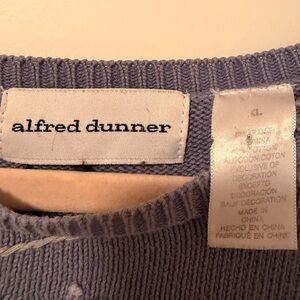 alfred dunner
XL
ALGODON COTON
EXCLUSIVE OF
DECORATION
EXCEPTO
DECORACION
SAUF DECORATION
MADE IN
CHINA
HECHO EN CHINA
FABRIQUÉ EN CHINE